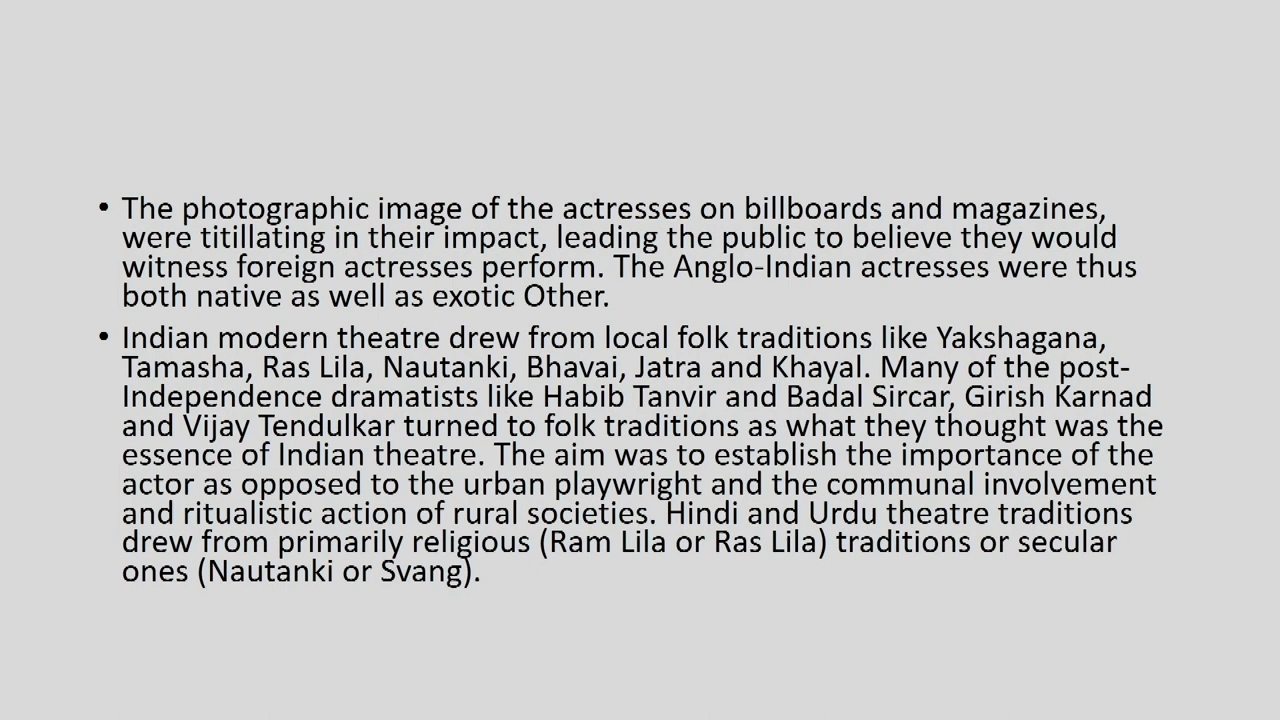 • The photographic image of the actresses on billboards and magazines,
were titillating in their impact, leading the public to believe they would
witness foreign actresses perform. The Anglo-Indian actresses were thus
both native as well as exotic Other.
• Indian modern theatre drew from local folk traditions like Yakshagana,
Tamasha, Ras Lila, Nautanki, Bhavai, Jatra and Khayal. Many of the post-
Independence dramatists like Habib Tanvir and Badal Sircar, Girish Karnad
and Vijay Tendulkar turned to folk traditions as what they thought was the
essence of Indian theatre. The aim was to establish the importance of the
actor as opposed to the urban playwright and the communal involvement
and ritualistic action of rural societies. Hindi and Urdu theatre traditions
drew from primarily religious (Ram Lila or Ras Lila) traditions or secular
ones (Nautanki or Svang).